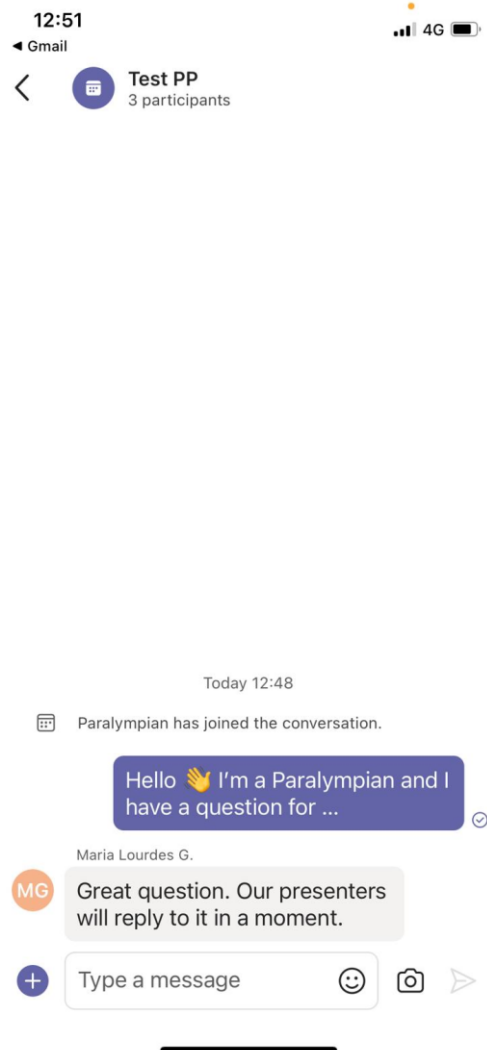 12:51
4G
◀ Gmail
Test PP
3 participants
Today 12:48
Paralympian has joined the conversation.
Hello 👋 I'm a Paralympian and I
have a question for ...
Maria Lourdes G.
MG
Great question. Our presenters
will reply to it in a moment.
Type a message